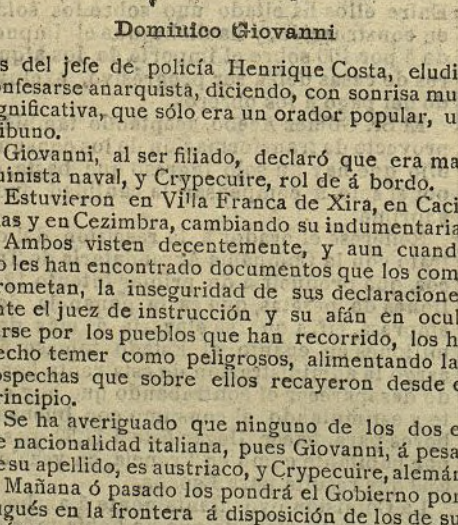 Dominico Giovanni
s del jefe de policía Henrique Costa, eludi
onfesarse anarquista, diciendo, con sonrisa mu
gnificativa, que sólo era un orador popular, u
ibuno.
Giovanni, al ser filiado, declaró que era ma
uinista naval, y Crypecuire, rol de á bordo.
Estuvieron en Villa Franca de Xira, en Caci
as y en Cezimbra, cambiando su indumentaria
Ambos visten decentemente, y aun cuand
o les han encontrado documentos que los com
rometan, la inseguridad de sus declaracione
nte el juez de instrucción y su afán en ocul
rse por los pueblos que han recorrido, los h
echo temer como peligrosos, alimentando la
ospechas que sobre ellos recayeron desde e
rincipio.
Se ha averiguado que ninguno de los dos e
e nacionalidad italiana, pues Giovanni, á pesa
e su apellido, es austriaco, y Crypecuire, alemán
Mañana ó pasado los pondrá el Gobierno por
ugués en la frontera á disposición de los de su